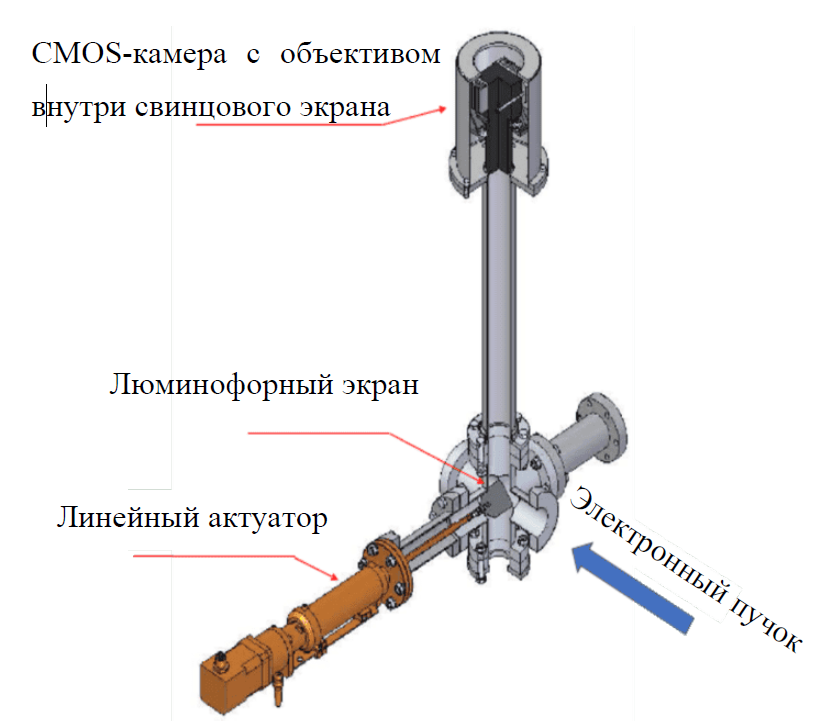 CMOS-камера с объективом
внутри свинцового экрана
Люминофорный экран
Линейный актуатор
Электронный пучок